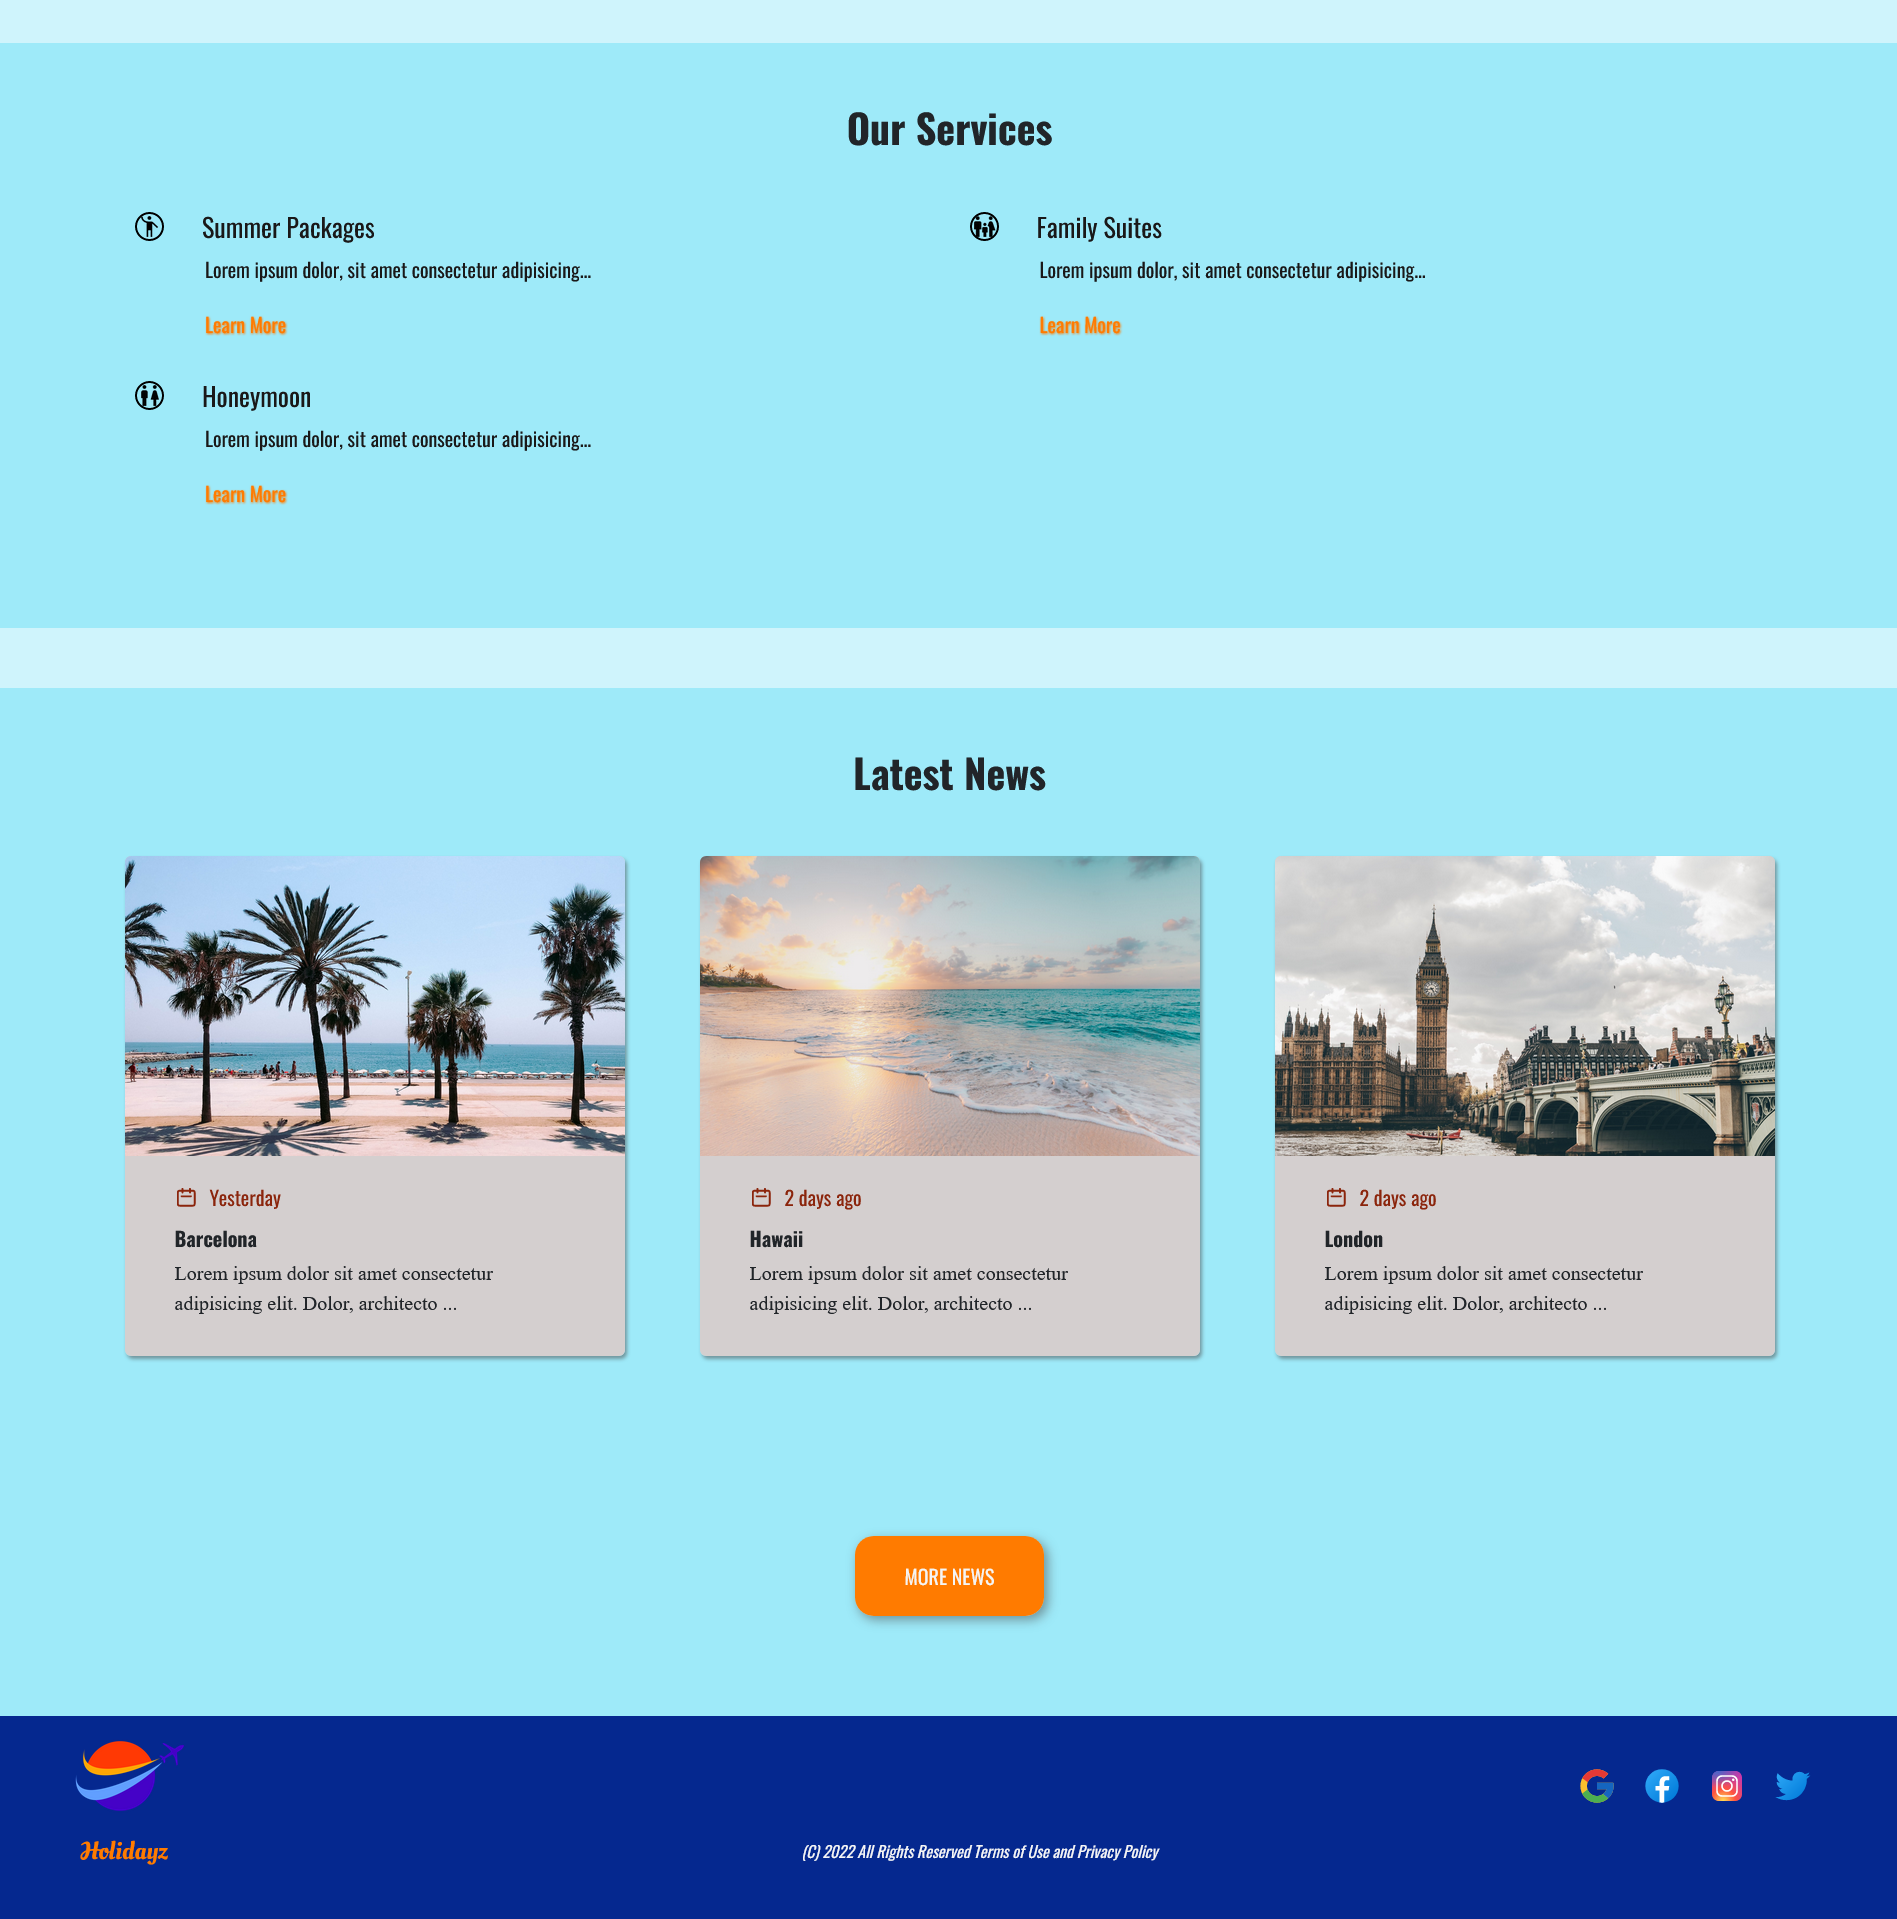 Our Services
Summer Packages
Lorem ipsum dolor, sit amet consectetur adipisicing...
Learn More
Family Suites
Lorem ipsum dolor, sit amet consectetur adipisicing...
Learn More
Honeymoon
Lorem ipsum dolor, sit amet consectetur adipisicing...
Learn More
Latest News
Yesterday
Barcelona
Lorem ipsum dolor sit amet consectetur
adipisicing elit. Dolor, architecto ...
2 days ago
Hawaii
Lorem ipsum dolor sit amet consectetur
adipisicing elit. Dolor, architecto ...
2 days ago
London
Lorem ipsum dolor sit amet consectetur
adipisicing elit. Dolor, architecto ...
MORE NEWS
Holidayz
(C) 2022 All Rights Reserved Terms of Use and Privacy Policy